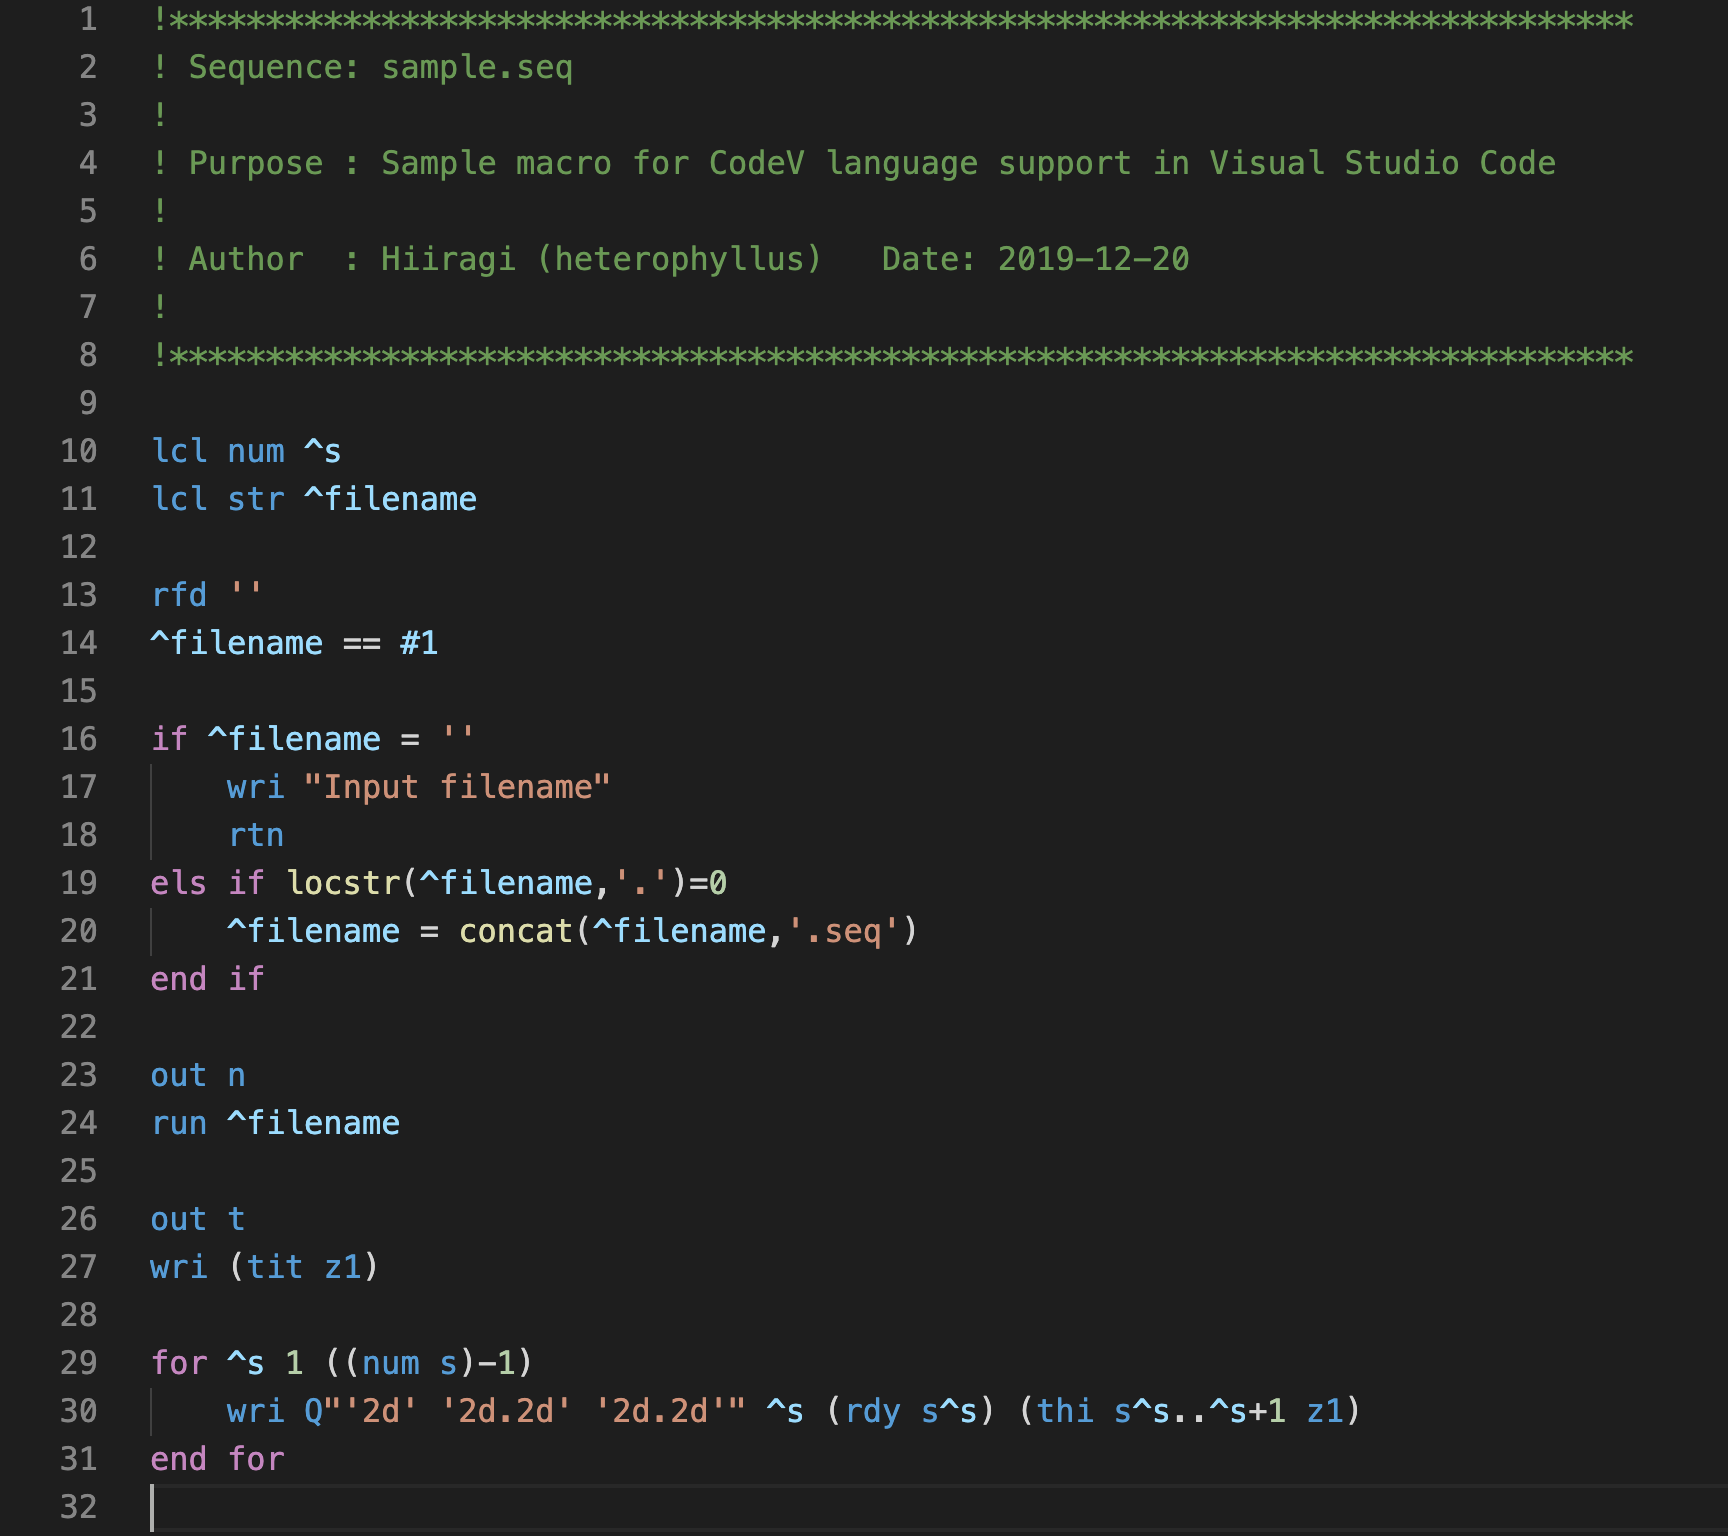 1 !****************************************************************************
2 ! Sequence: sample.seq
3 !
4 ! Purpose : Sample macro for CodeV language support in Visual Studio Code
5 !
6 ! Author  : Hiiragi (heterophyllus)   Date: 2019-12-20
7 !
8 !****************************************************************************
9
10 lcl num ^s
11 lcl str ^filename
12
13 rfd ''
14 ^filename == #1
15
16 if ^filename = ''
17     wri "Input filename"
18     rtn
19 els if locstr(^filename,'.')=0
20     ^filename = concat(^filename,'.seq')
21 end if
22
23 out n
24 run ^filename
25
26 out t
27 wri (tit z1)
28
29 for ^s 1 ((num s)-1)
30     wri Q"'2d' '2d.2d' '2d.2d'" ^s (rdy s^s) (thi s^s..^s+1 z1)
31 end for
32